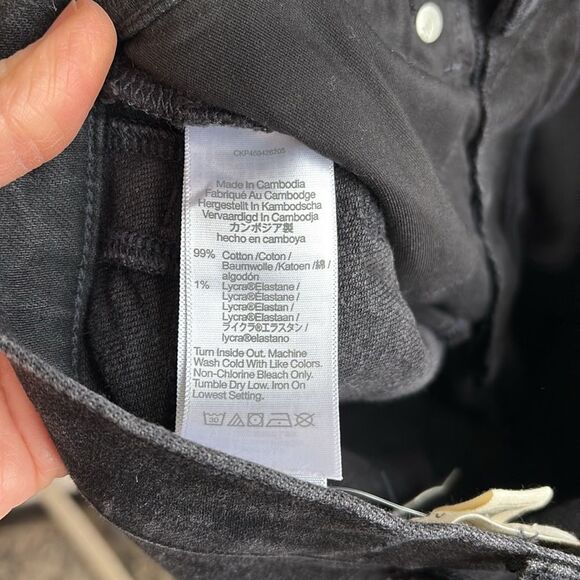 CKP459426205
Made In Cambodia
Fabriqué Au Cambodge
Hergestellt In Kambodscha
Vervaardigd In Cambodja
カンボジア製
hecho en camboya
99% Cotton /Coton /
Baumwolle /Katoen /綿 /
algodón
1% Lycra®Elastane /
Lycra®Elastane /
Lycra®Elastan /
Lycra®Elastaan /
ライクラ®エラスタン /
lycra®elastano
Turn Inside Out. Machine
Wash Cold With Like Colors.
Non-Chlorine Bleach Only.
Tumble Dry Low. Iron On
Lowest Setting.
30